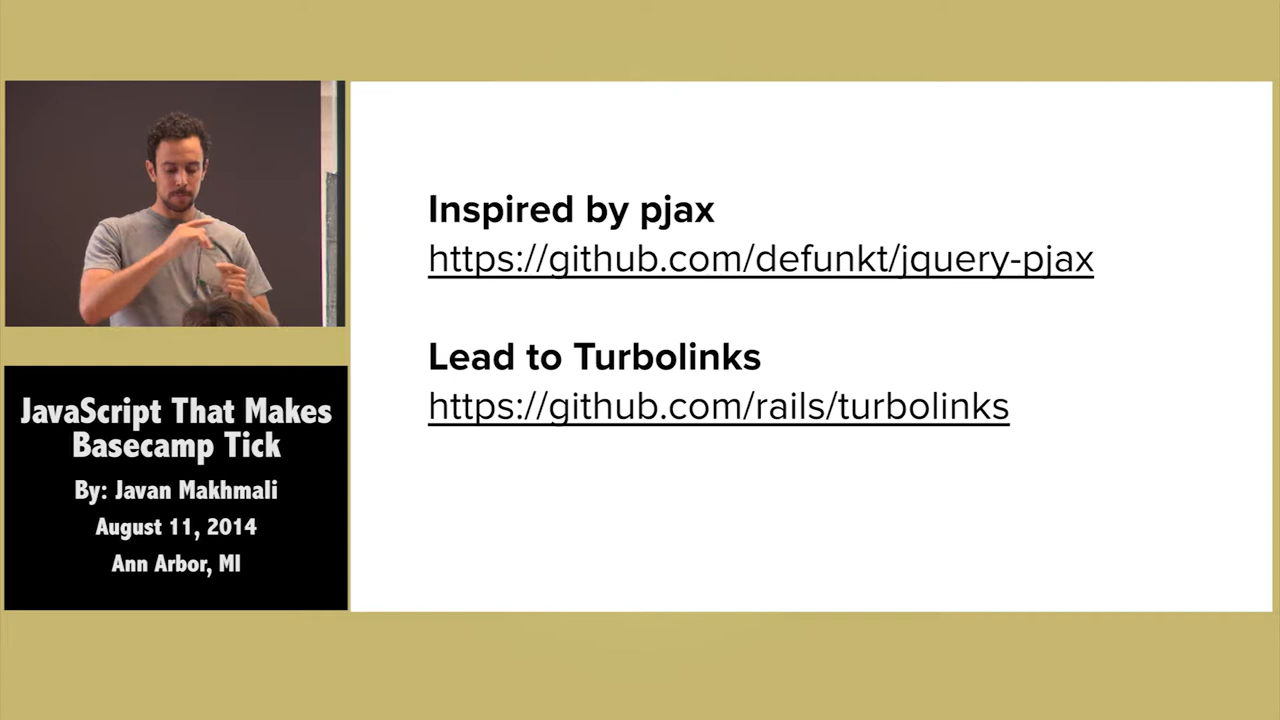 Inspired by pjax
https://github.com/defunkt/jquery-pjax
Lead to Turbolinks
https://github.com/rails/turbolinks
JavaScript That Makes
Basecamp Tick
By: Javan Makhmali
August 11, 2014
Ann Arbor, MI